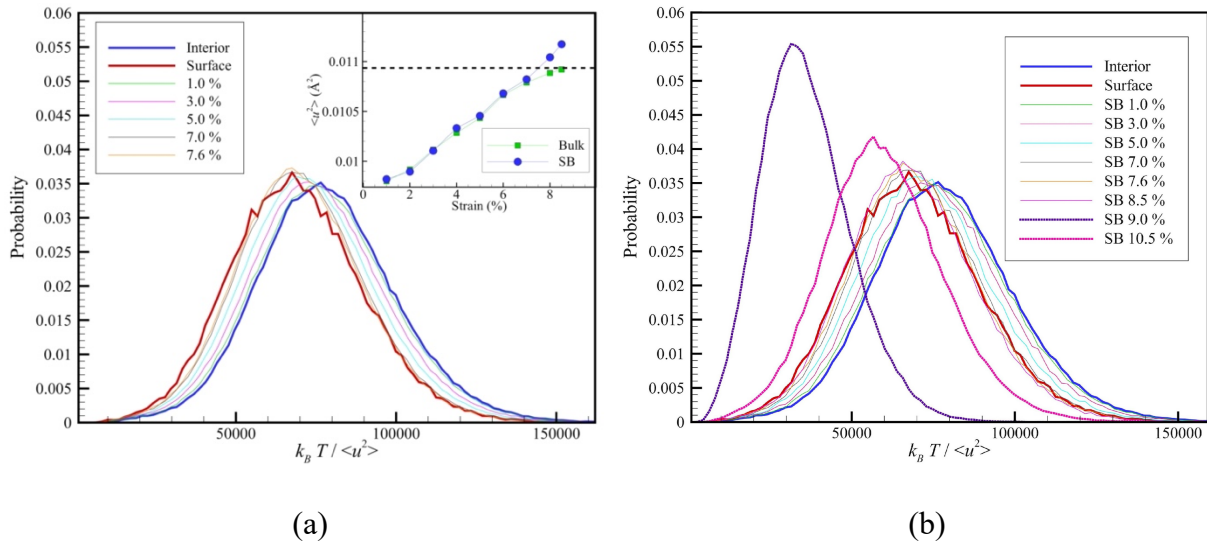 0.06
0.055
0.05
0.045
0.04
0.035
0.03
0.025
0.02
0.015
0.01
0.005
0
Probability
50000
100000
150000
k_B T / <u²>
Interior
Surface
1.0 %
3.0 %
5.0 %
7.0 %
7.6 %
<u²> (Å²)
0.011
0.0105
0.01
0
2
4
6
8
Strain (%)
Bulk
SB
(a)
0.06
0.055
0.05
0.045
0.04
0.035
0.03
0.025
0.02
0.015
0.01
0.005
0
Probability
50000
100000
150000
k_B T / <u²>
Interior
Surface
SB 1.0 %
SB 3.0 %
SB 5.0 %
SB 7.0 %
SB 7.6 %
SB 8.5 %
SB 9.0 %
SB 10.5 %
(b)